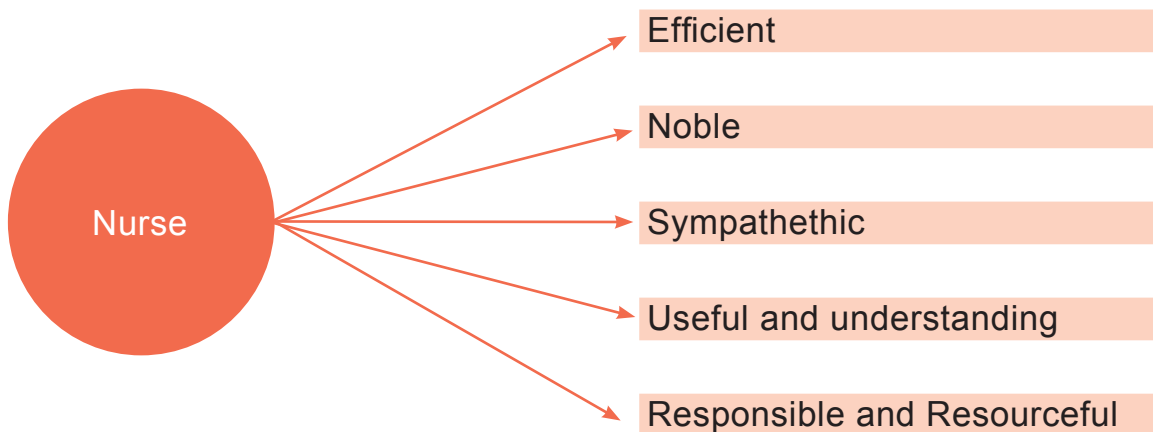 Nurse
Efficient
Noble
Sympathethic
Useful and understanding
Responsible and Resourceful